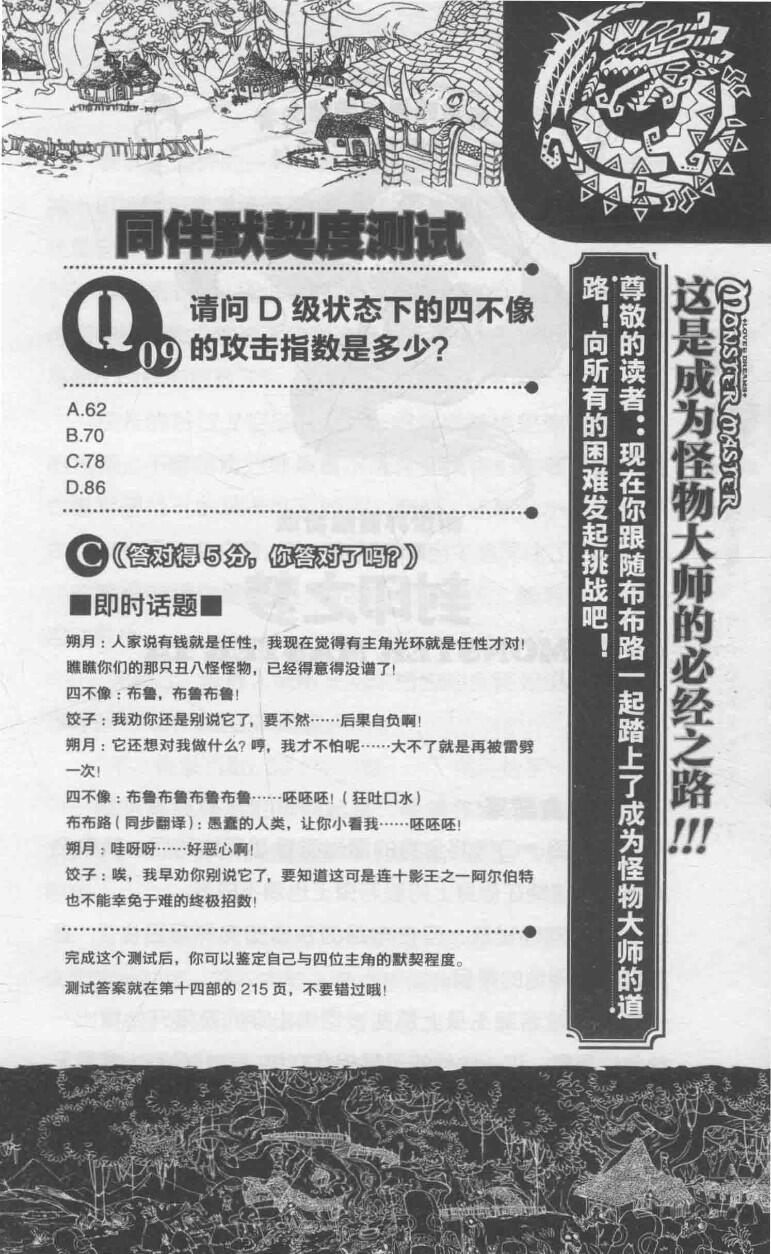 同伴默契度测试
Q09
请问 D 级状态下的四不像
的攻击指数是多少？
A.62
B.70
C.78
D.86
C《答对得 5 分，你答对了吗？》
■即时话题■
朔月：人家说有钱就是任性，我现在觉得有主角光环就是任性才对！
瞧瞧你们的那只丑八怪怪物，已经得意得没谱了！
四不像：布鲁，布鲁布鲁！
饺子：我劝你还是别说它了，要不然……后果自负啊！
朔月：它还想对我做什么？哼，我才不怕呢……大不了就是再被雷劈
一次！
四不像：布鲁布鲁布鲁布鲁……呸呸呸！（狂吐口水）
布布路（同步翻译）：愚蠢的人类，让你小看我……呸呸呸！
朔月：哇呀呀……好恶心啊！
饺子：唉，我早劝你别说它了，要知道这可是连十影王之一阿尔伯特
也不能幸免于难的终极招数！
完成这个测试后，你可以鉴定自己与四位主角的默契程度。
测试答案就在第十四部的 215 页，不要错过哦！
MONSTER MASTER
+LOVE & DREAMS+
这是成为怪物大师的必经之路!!!
尊敬的读者：现在你跟随布布路一起踏上了成为怪物大师的道
路！向所有的困难发起挑战吧！